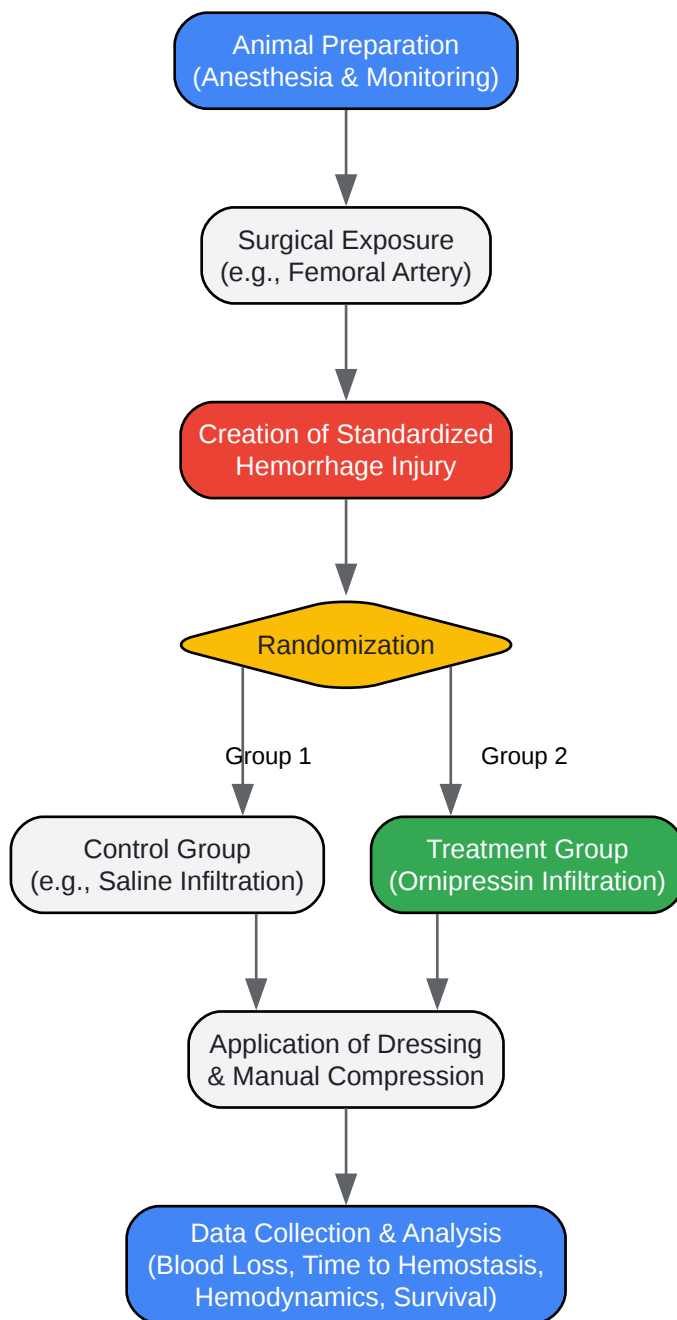 Animal Preparation
(Anesthesia & Monitoring)
Surgical Exposure
(e.g., Femoral Artery)
Creation of Standardized
Hemorrhage Injury
Randomization
Group 1
Group 2
Control Group
(e.g., Saline Infiltration)
Treatment Group
(Ornipressin Infiltration)
Application of Dressing
& Manual Compression
Data Collection & Analysis
(Blood Loss, Time to Hemostasis,
Hemodynamics, Survival)